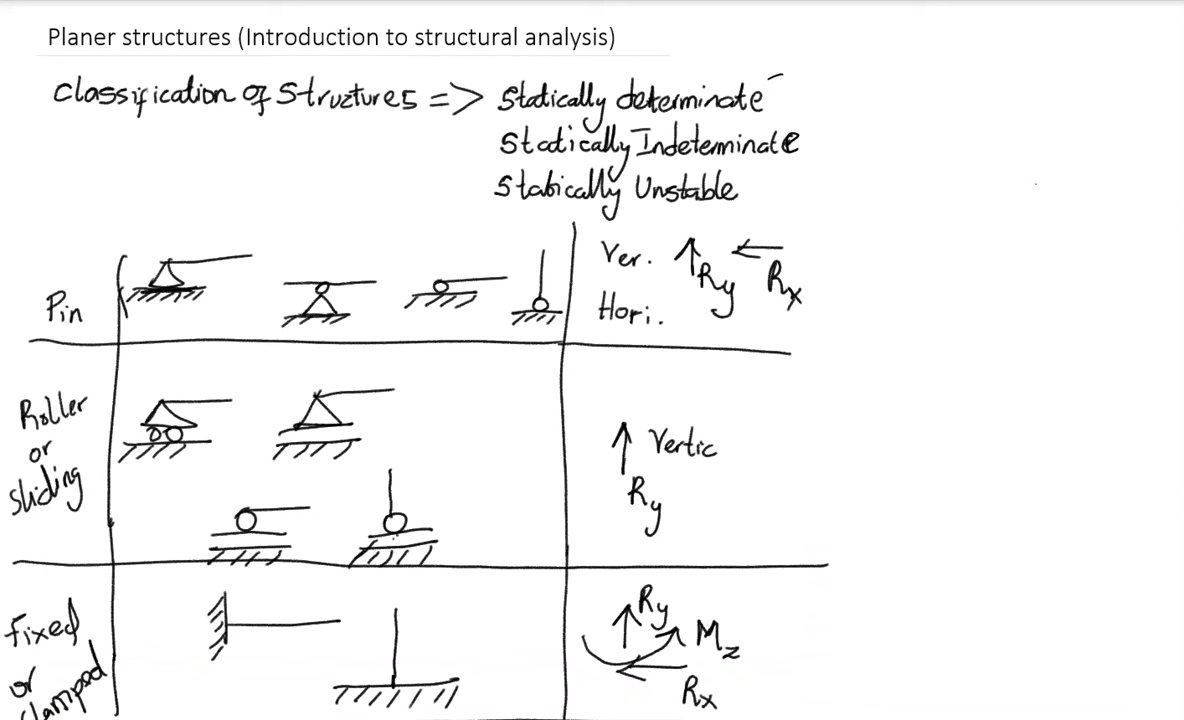 Planer structures (Introduction to structural analysis)
Classification of Structures => Statically determinate
Statically Indeterminate
Statically Unstable
Pin
Ver. Ry Rx
Hori.
Roller
or
sliding
Vertic
Ry
Fixed
or
clamped
Ry
Mz
Rx